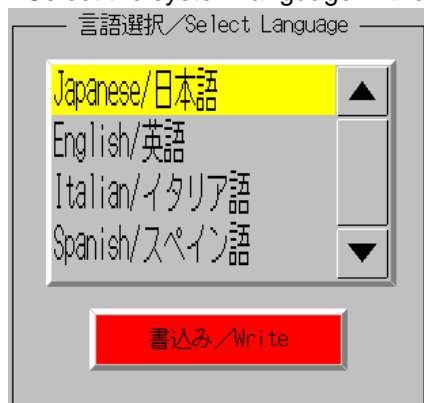 言語選択／Select Language
Japanese/日本語
English/英語
Italian/イタリア語
Spanish/スペイン語
書込み／Write